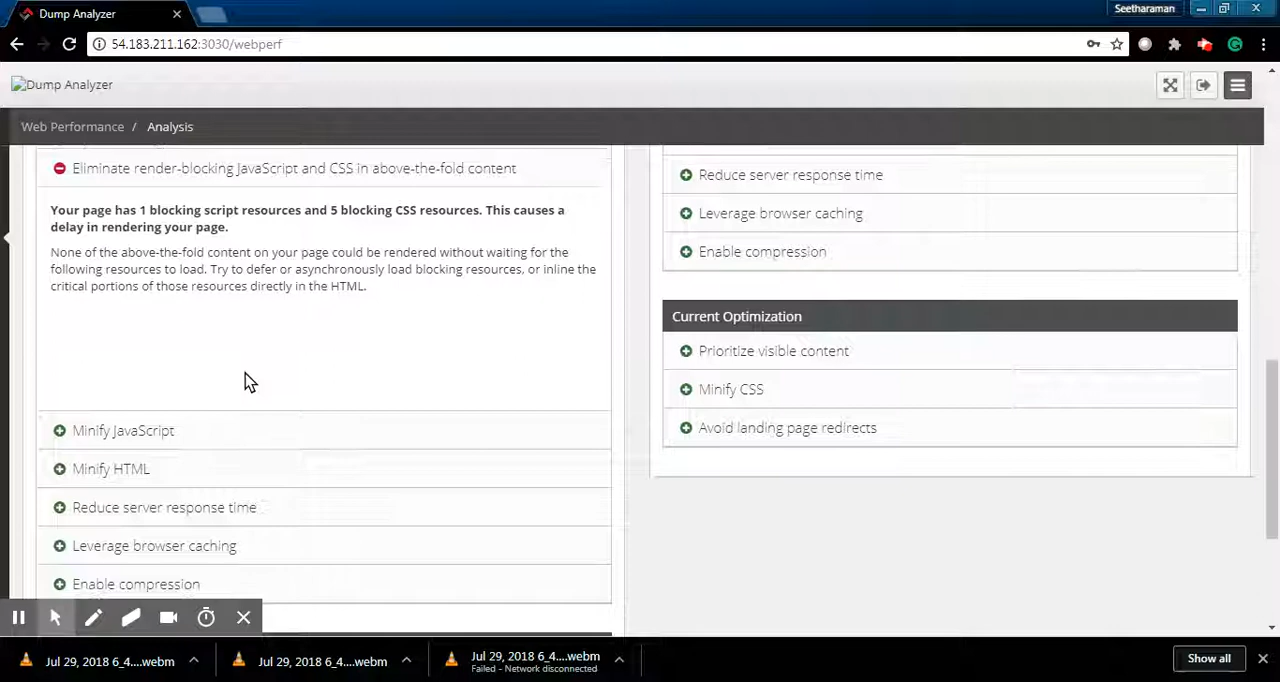 Dump Analyzer
Seetharaman
54.183.211.162:3030/webperf
Dump Analyzer
Web Performance / Analysis
Eliminate render-blocking JavaScript and CSS in above-the-fold content
Your page has 1 blocking script resources and 5 blocking CSS resources. This causes a
delay in rendering your page.
None of the above-the-fold content on your page could be rendered without waiting for the
following resources to load. Try to defer or asynchronously load blocking resources, or inline the
critical portions of those resources directly in the HTML.
Minify JavaScript
Minify HTML
Reduce server response time
Leverage browser caching
Enable compression
Reduce server response time
Leverage browser caching
Enable compression
Current Optimization
Prioritize visible content
Minify CSS
Avoid landing page redirects
Jul 29, 2018 6_4....webm
Jul 29, 2018 6_4....webm
Jul 29, 2018 6_4....webm
Failed - Network disconnected
Show all